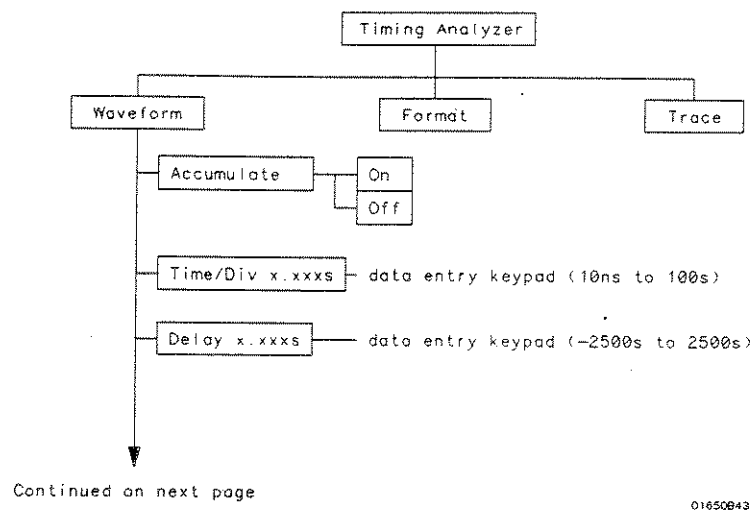 Timing Analyzer
Waveform
Format
Trace
Accumulate
On
Off
Time/Div x.xxxs
data entry keypad (10ns to 100s)
Delay x.xxxs
data entry keypad (-2500s to 2500s)
Continued on next page
01650B43